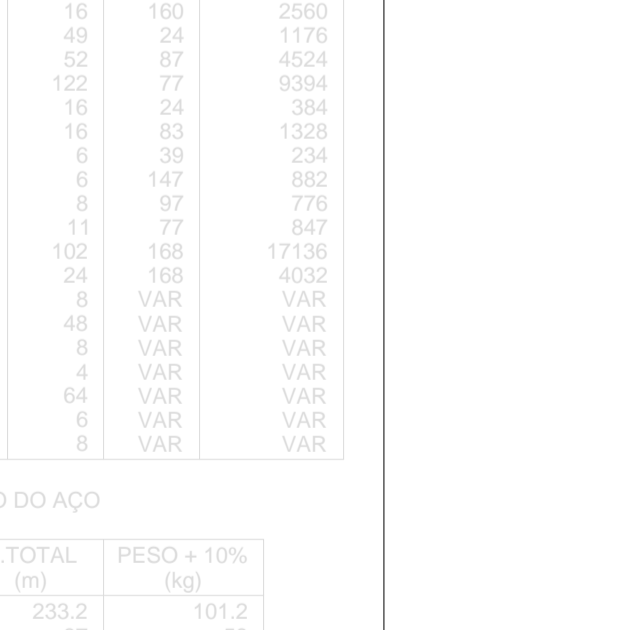 16 160 2560
49 24 1176
52 87 4524
122 77 9394
16 24 384
16 83 1328
6 39 234
6 147 882
8 97 776
11 77 847
102 168 17136
24 168 4032
8 VAR VAR
48 VAR VAR
8 VAR VAR
4 VAR VAR
64 VAR VAR
6 VAR VAR
8 VAR VAR
DO AÇO
.TOTAL PESO + 10%
(m) (kg)
233.2 101.2